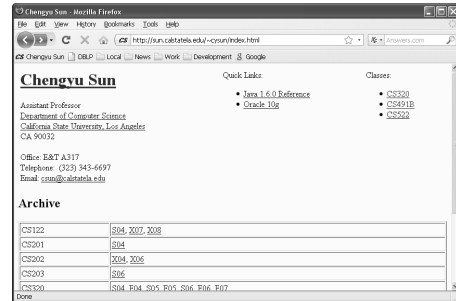 Chengyu Sun - Mozilla Firefox
File Edit View History Bookmarks Tools Help
CS http://sun.calstatela.edu/~cysun/index.html
Answers.com
CS Chengyu Sun DBLP Local News Work Development Google
Chengyu Sun
Assistant Professor
Department of Computer Science
California State University, Los Angeles
CA 90032
Office: E&T A317
Telephone: (323) 343-6697
Email: csun@calstatela.edu
Quick Links:
• Java 1.6.0 Reference
• Oracle 10g
Classes:
• CS320
• CS491B
• CS522
Archive
CS122 S04, X07, X08
CS201 S04
CS202 X04, X06
CS203 S06
CS320 S04, F04, S05, F05, S06, F06, F07
Done